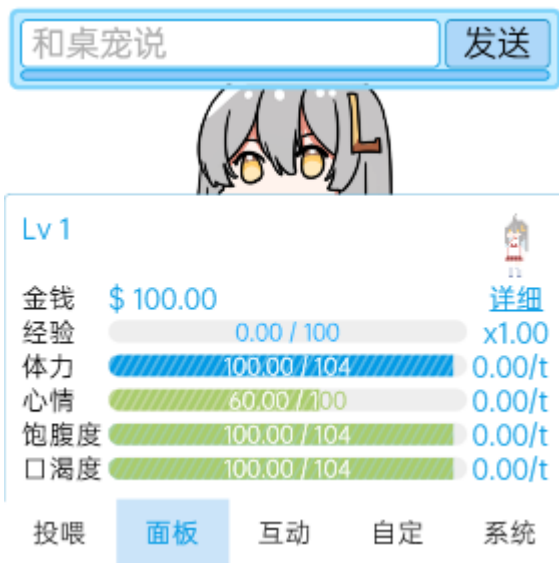 和桌宠说 发送
Lv 1
金钱 $ 100.00 详细
经验 0.00 / 100 x1.00
体力 100.00 / 104 0.00/t
心情 60.00 / 100 0.00/t
饱腹度 100.00 / 104 0.00/t
口渴度 100.00 / 104 0.00/t
投喂 面板 互动 自定 系统